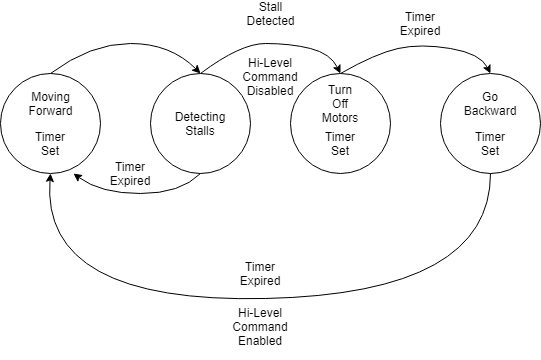 Stall
Detected
Timer
Expired
Hi-Level
Command
Disabled
Moving
Forward
Timer
Set
Detecting
Stalls
Turn
Off
Motors
Timer
Set
Go
Backward
Timer
Set
Timer
Expired
Timer
Expired
Hi-Level
Command
Enabled